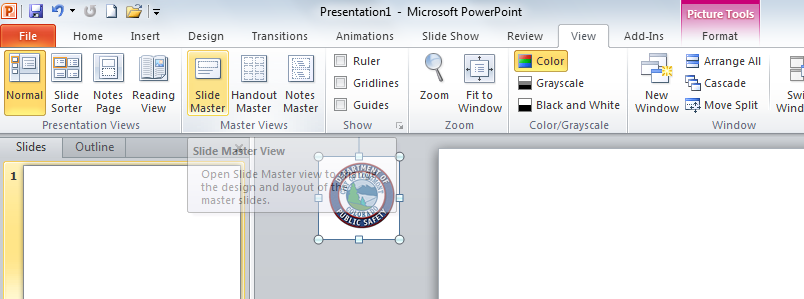 Presentation1 - Microsoft PowerPoint
Picture Tools
File Home Insert Design Transitions Animations Slide Show Review View Add-Ins Format
Normal
Slide Sorter
Notes Page
Reading View
Presentation Views
Slide Master
Handout Master
Notes Master
Master Views
Ruler
Gridlines
Guides
Show
Zoom
Fit to Window
Zoom
Color
Grayscale
Black and White
Color/Grayscale
New Window
Arrange All
Cascade
Move Split
Window
Slides Outline
Slide Master View
Open Slide Master view to change
the design and layout of the
master slides.
1
DEPARTMENT OF
COLORADO
PUBLIC SAFETY